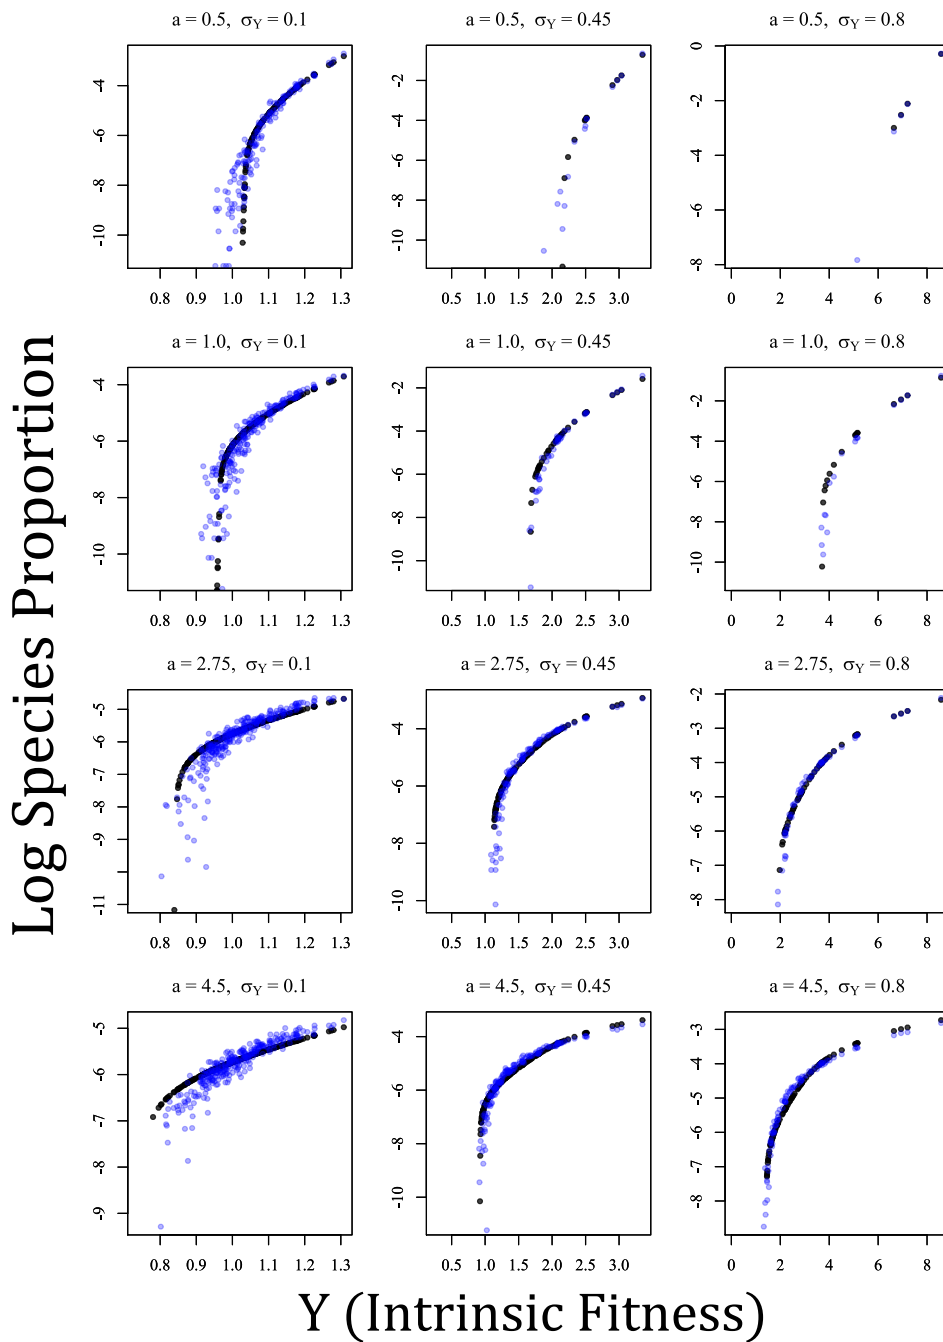 a = 0.5, σY = 0.1
a = 0.5, σY = 0.45
a = 0.5, σY = 0.8
-4
-6
-8
-10
0.8 0.9 1.0 1.1 1.2 1.3
-2
-4
-6
-8
-10
0.5 1.0 1.5 2.0 2.5 3.0
0
-2
-4
-6
-8
0 2 4 6 8
a = 1.0, σY = 0.1
a = 1.0, σY = 0.45
a = 1.0, σY = 0.8
-4
-6
-8
-10
0.8 0.9 1.0 1.1 1.2 1.3
-2
-4
-6
-8
-10
0.5 1.0 1.5 2.0 2.5 3.0
-2
-4
-6
-8
-10
0 2 4 6 8
a = 2.75, σY = 0.1
a = 2.75, σY = 0.45
a = 2.75, σY = 0.8
-5
-6
-7
-8
-9
-11
0.8 0.9 1.0 1.1 1.2 1.3
-4
-6
-8
-10
0.5 1.0 1.5 2.0 2.5 3.0
-2
-3
-4
-5
-6
-7
-8
0 2 4 6 8
a = 4.5, σY = 0.1
a = 4.5, σY = 0.45
a = 4.5, σY = 0.8
-5
-6
-7
-8
-9
0.8 0.9 1.0 1.1 1.2 1.3
-4
-6
-8
-10
0.5 1.0 1.5 2.0 2.5 3.0
-3
-4
-5
-6
-7
-8
0 2 4 6 8
Log Species Proportion
Y (Intrinsic Fitness)